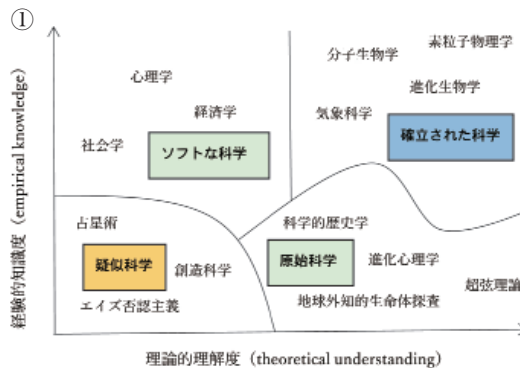 ①
経験的知識度（empirical knowledge）
心理学
経済学
社会学
ソフトな科学
分子生物学
素粒子物理学
進化生物学
気象科学
確立された科学
占星術
疑似科学
創造科学
エイズ否認主義
科学的歴史学
原始科学
進化心理学
地球外知的生命体探査
超弦理論
理論的理解度（theoretical understanding）